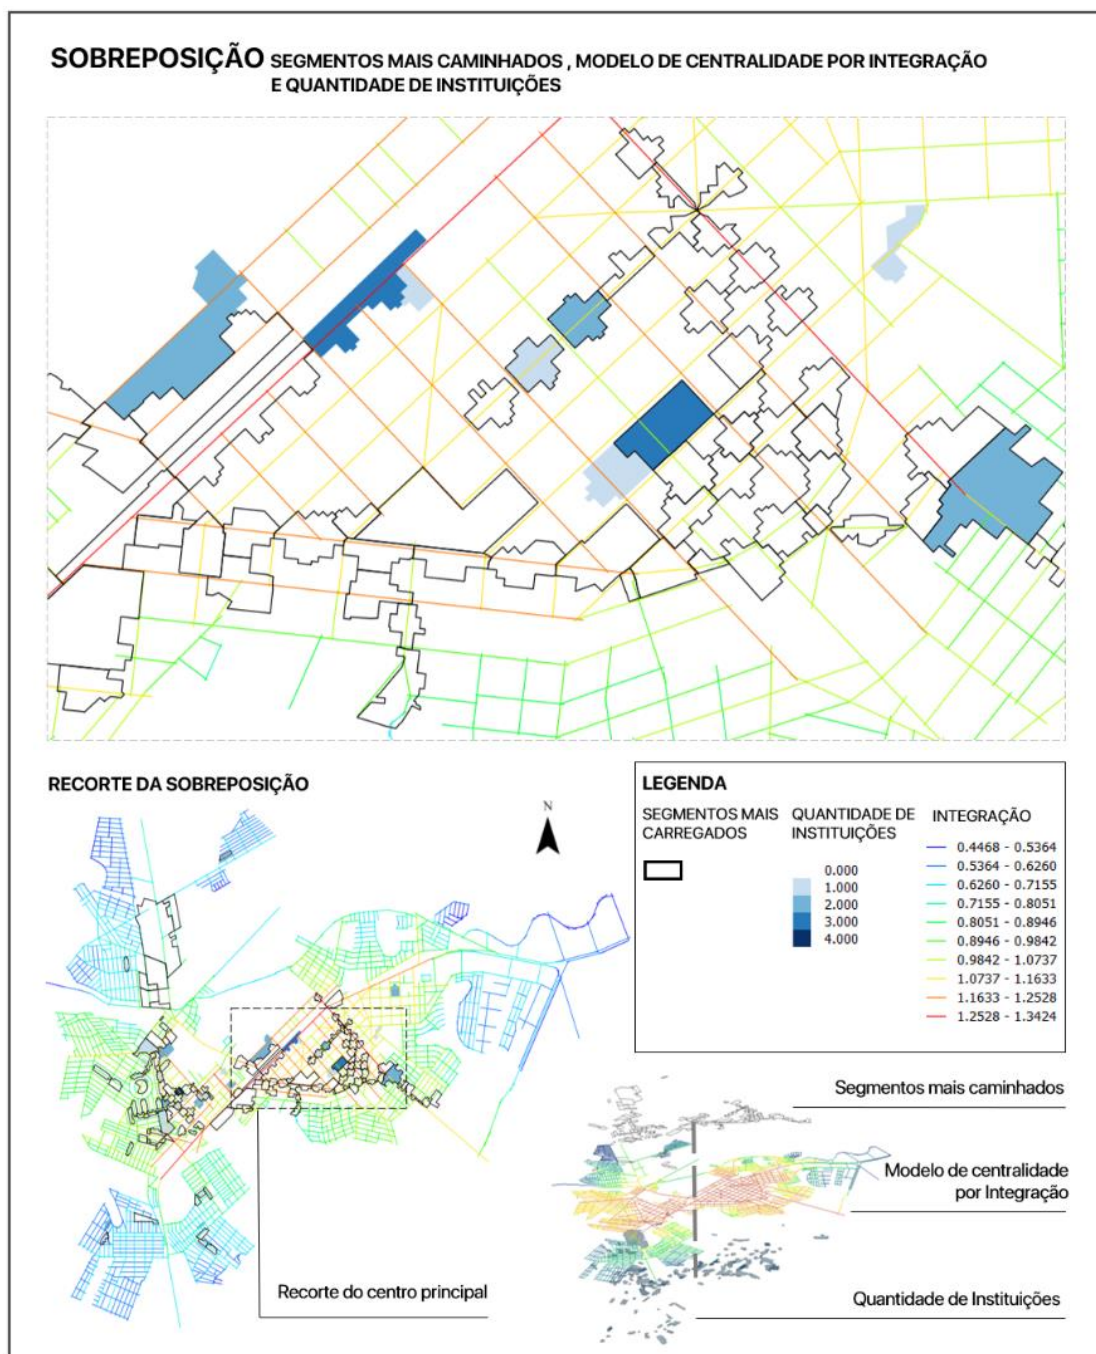 SOBREPOSIÇÃO SEGMENTOS MAIS CAMINHADOS , MODELO DE CENTRALIDADE POR INTEGRAÇÃO
E QUANTIDADE DE INSTITUIÇÕES
RECORTE DA SOBREPOSIÇÃO
N
Recorte do centro principal
LEGENDA
SEGMENTOS MAIS
CARREGADOS
QUANTIDADE DE
INSTITUIÇÕES
0.000
1.000
2.000
3.000
4.000
INTEGRAÇÃO
0.4468 - 0.5364
0.5364 - 0.6260
0.6260 - 0.7155
0.7155 - 0.8051
0.8051 - 0.8946
0.8946 - 0.9842
0.9842 - 1.0737
1.0737 - 1.1633
1.1633 - 1.2528
1.2528 - 1.3424
Segmentos mais caminhados
Modelo de centralidade
por Integração
Quantidade de Instituições